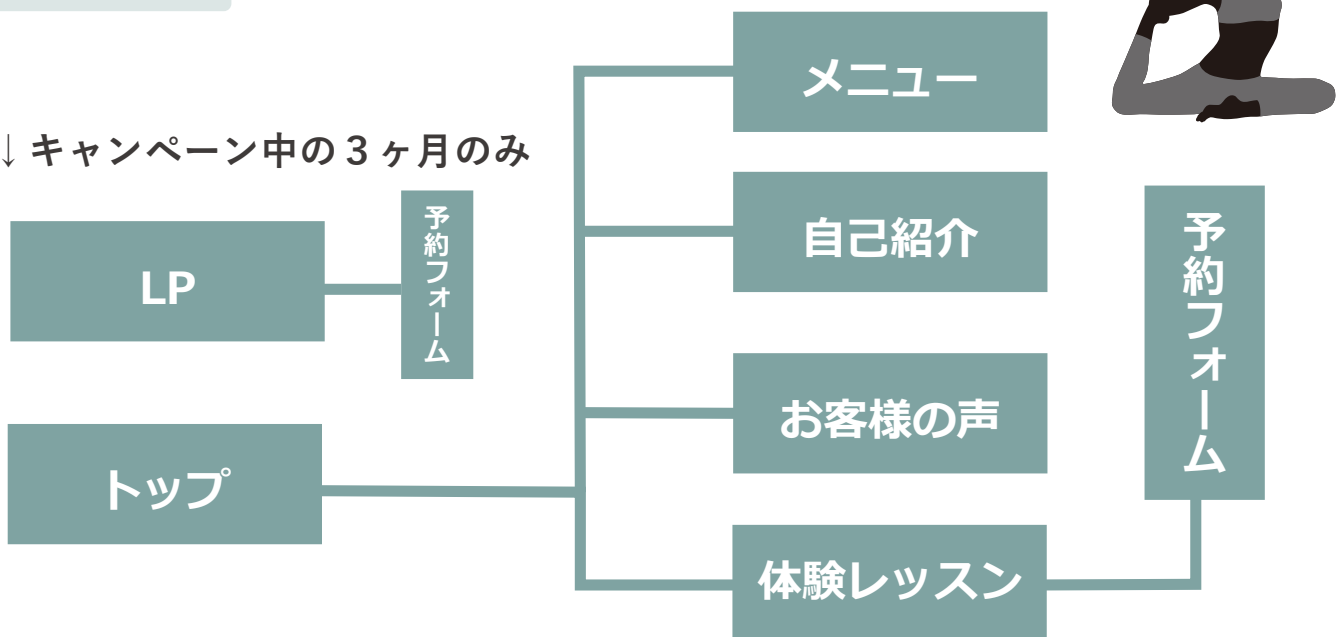 ↓キャンペーン中の３ヶ月のみ
LP
予約フォーム
トップ
メニュー
自己紹介
お客様の声
体験レッスン
予約フォーム